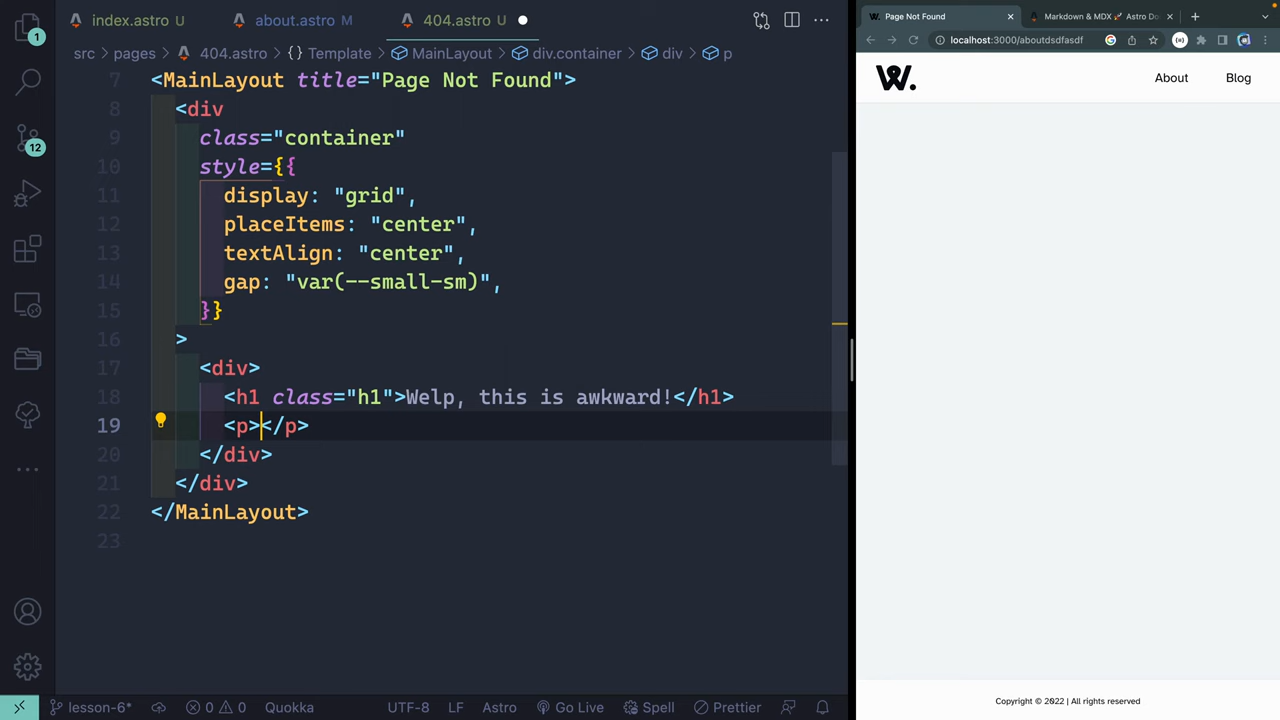 index.astro U
about.astro M
404.astro U
src > pages > 404.astro > {} Template > MainLayout > div.container > div > p
7 <MainLayout title="Page Not Found">
8 <div
9 class="container"
10 style={{
11 display: "grid",
12 placeItems: "center",
13 textAlign: "center",
14 gap: "var(--small-sm)",
15 }}
16 >
17 <div>
18 <h1 class="h1">Welp, this is awkward!</h1>
19 <p></p>
20 </div>
21 </div>
22 </MainLayout>
23
1
12
lesson-6*
0 0
Quokka
UTF-8
LF
Astro
Go Live
Spell
Prettier
W. Page Not Found
Markdown & MDX 🚀 Astro Do
localhost:3000/aboutdsdfasdf
W.
About
Blog
Copyright © 2022 | All rights reserved